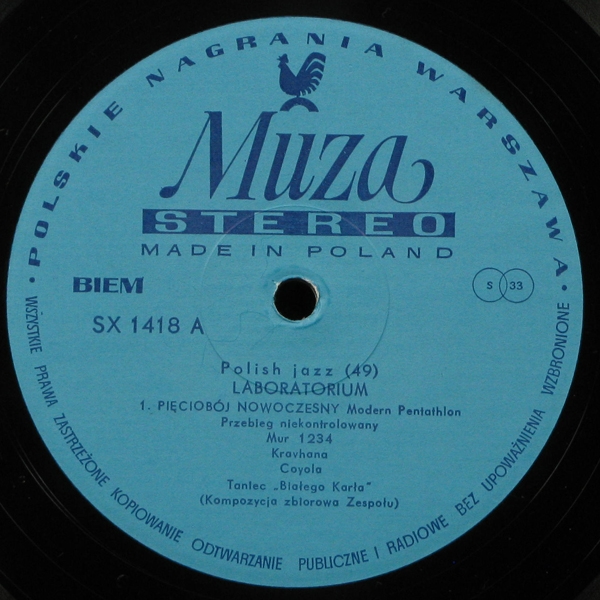 • POLSKIE NAGRANIA WARSZAWA •
Muza
STEREO
MADE IN POLAND
BIEM
S 33
SX 1418 A
Polish jazz (49)
LABORATORIUM
1. PIĘCIOBÓJ NOWOCZESNY Modern Pentathlon
Przebieg niekontrolowany
Mur 1234
Kravhana
Coyola
Taniec „Białego Karła"
(Kompozycja zbiorowa Zespołu)
WSZYSTKIE PRAWA ZASTRZEŻONE KOPIOWANIE ODTWARZANIE PUBLICZNE I RADIOWE BEZ UPOWAŻNIENIA WZBRONIONE